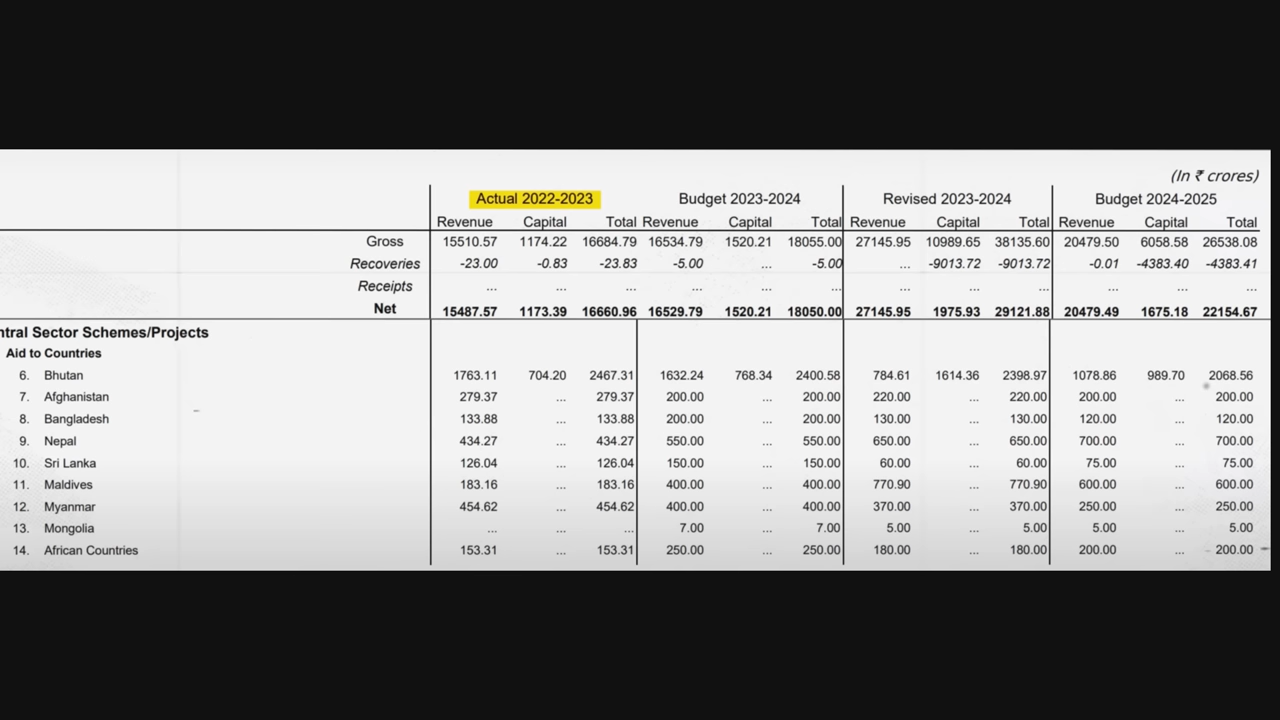 (In ₹ crores)
Actual 2022-2023 Budget 2023-2024 Revised 2023-2024 Budget 2024-2025
Revenue Capital Total Revenue Capital Total Revenue Capital Total Revenue Capital Total
Gross 15510.57 1174.22 16684.79 16534.79 1520.21 18055.00 27145.95 10989.65 38135.60 20479.50 6058.58 26538.08
Recoveries -23.00 -0.83 -23.83 -5.00 ... -5.00 ... -9013.72 -9013.72 -0.01 -4383.40 -4383.41
Receipts ... ... ... ... ... ... ... ... ... ... ... ...
Net 15487.57 1173.39 16660.96 16529.79 1520.21 18050.00 27145.95 1975.93 29121.88 20479.49 1675.18 22154.67
ntral Sector Schemes/Projects
Aid to Countries
6. Bhutan 1763.11 704.20 2467.31 1632.24 768.34 2400.58 784.61 1614.36 2398.97 1078.86 989.70 2068.56
7. Afghanistan 279.37 ... 279.37 200.00 ... 200.00 220.00 ... 220.00 200.00 ... 200.00
8. Bangladesh 133.88 ... 133.88 200.00 ... 200.00 130.00 ... 130.00 120.00 ... 120.00
9. Nepal 434.27 ... 434.27 550.00 ... 550.00 650.00 ... 650.00 700.00 ... 700.00
10. Sri Lanka 126.04 ... 126.04 150.00 ... 150.00 60.00 ... 60.00 75.00 ... 75.00
11. Maldives 183.16 ... 183.16 400.00 ... 400.00 770.90 ... 770.90 600.00 ... 600.00
12. Myanmar 454.62 ... 454.62 400.00 ... 400.00 370.00 ... 370.00 250.00 ... 250.00
13. Mongolia ... ... ... 7.00 ... 7.00 5.00 ... 5.00 5.00 ... 5.00
14. African Countries 153.31 ... 153.31 250.00 ... 250.00 180.00 ... 180.00 200.00 ... 200.00